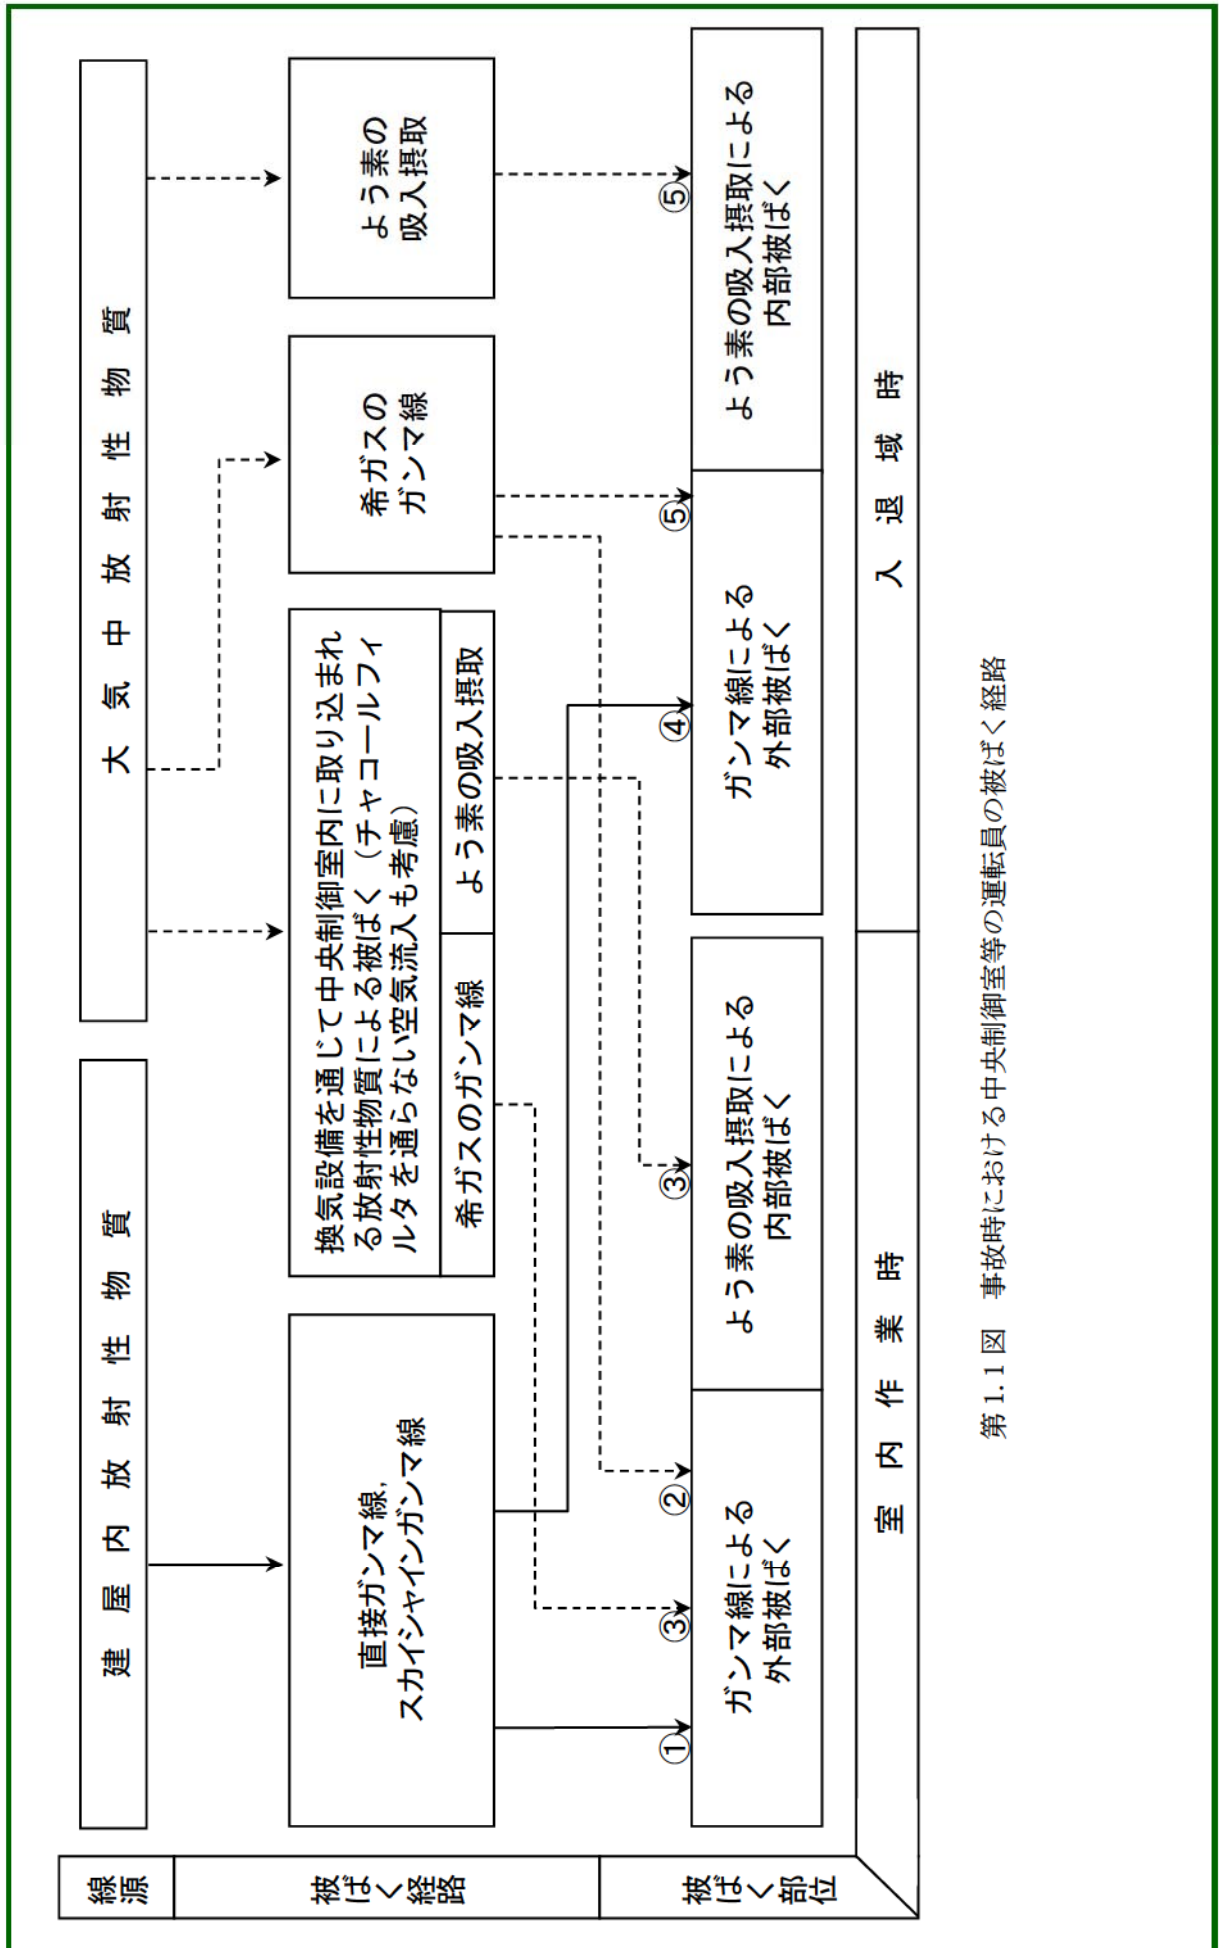 線源
建屋内放射性物質
大気中放射性物質
被ばく経路
直接ガンマ線，
スカイシャインガンマ線
換気設備を通じて中央制御室内に取り込まれ
る放射性物質による被ばく（チャコールフィ
ルタを通らない空気流入も考慮）
希ガスのガンマ線
よう素の吸入摂取
希ガスの
ガンマ線
よう素の
吸入摂取
①
③
②
③
④
⑤
⑤
被ばく部位
ガンマ線による
外部被ばく
よう素の吸入摂取による
内部被ばく
ガンマ線による
外部被ばく
よう素の吸入摂取による
内部被ばく
室内作業時
入退域時
第1.1図　事故時における中央制御室等の運転員の被ばく経路